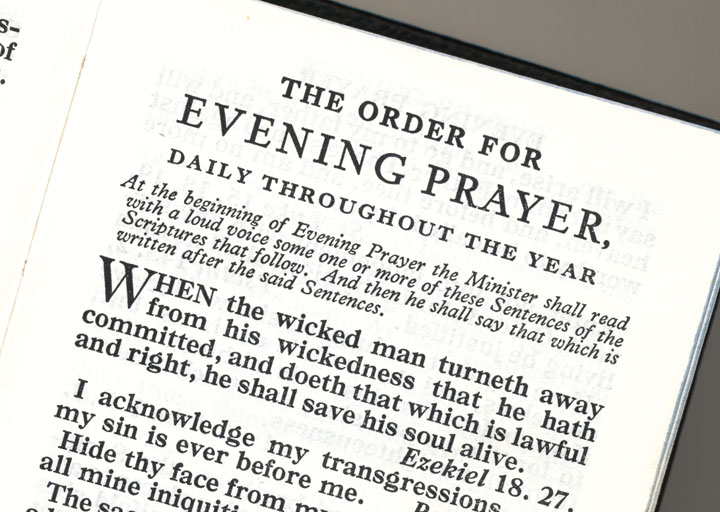 s-
of
THE ORDER FOR
EVENING PRAYER,
DAILY THROUGHOUT THE YEAR
At the beginning of Evening Prayer the Minister shall read
with a loud voice some one or more of these Sentences of the
Scriptures that follow. And then he shall say that which is
written after the said Sentences.
WHEN the wicked man turneth away
from his wickedness that he hath
committed, and doeth that which is lawful
and right, he shall save his soul alive.
Ezekiel 18. 27.
I acknowledge my transgressions,
my sin is ever before me.
Hide thy face from my
all mine
The